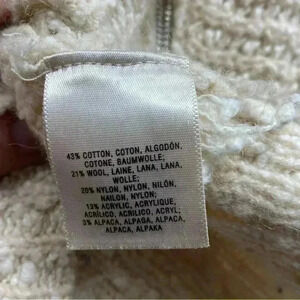 43% COTTON, COTON, ALGODÓN,
COTONE, BAUMWOLLE;
21% WOOL, LAINE, LANA, LANA,
WOLLE;
20% NYLON, NYLON, NILÓN,
NAILON, NYLON;
13% ACRYLIC, ACRYLIQUE,
ACRÍLICO, ACRILICO, ACRYL;
3% ALPACA, ALPAGA, ALPACA,
ALPACA, ALPAKA